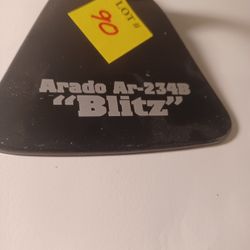 LOT #
90
Arado Ar-234B
"Blitz"